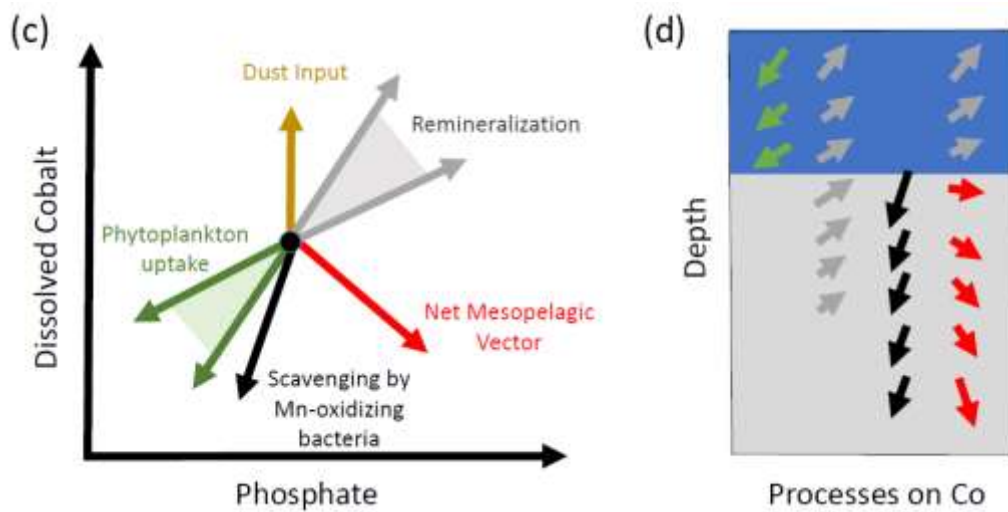 (c)
Dissolved Cobalt
Dust Input
Remineralization
Phytoplankton
uptake
Net Mesopelagic
Vector
Scavenging by
Mn-oxidizing
bacteria
Phosphate
(d)
Depth
Processes on Co